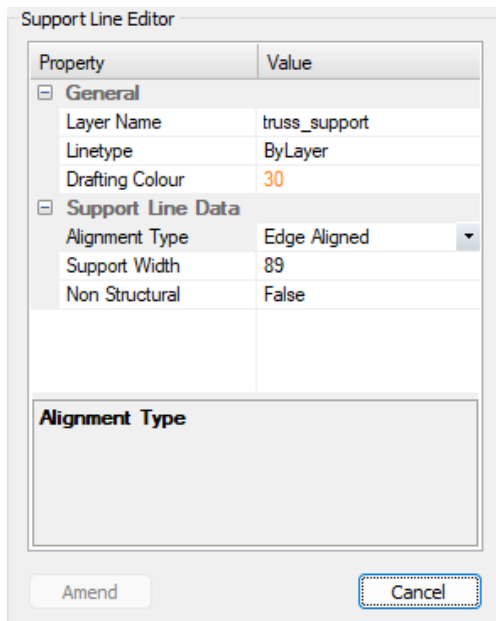 Support Line Editor
Property Value
General
Layer Name truss_support
Linetype ByLayer
Drafting Colour 30
Support Line Data
Alignment Type Edge Aligned
Support Width 89
Non Structural False
Alignment Type
Amend Cancel